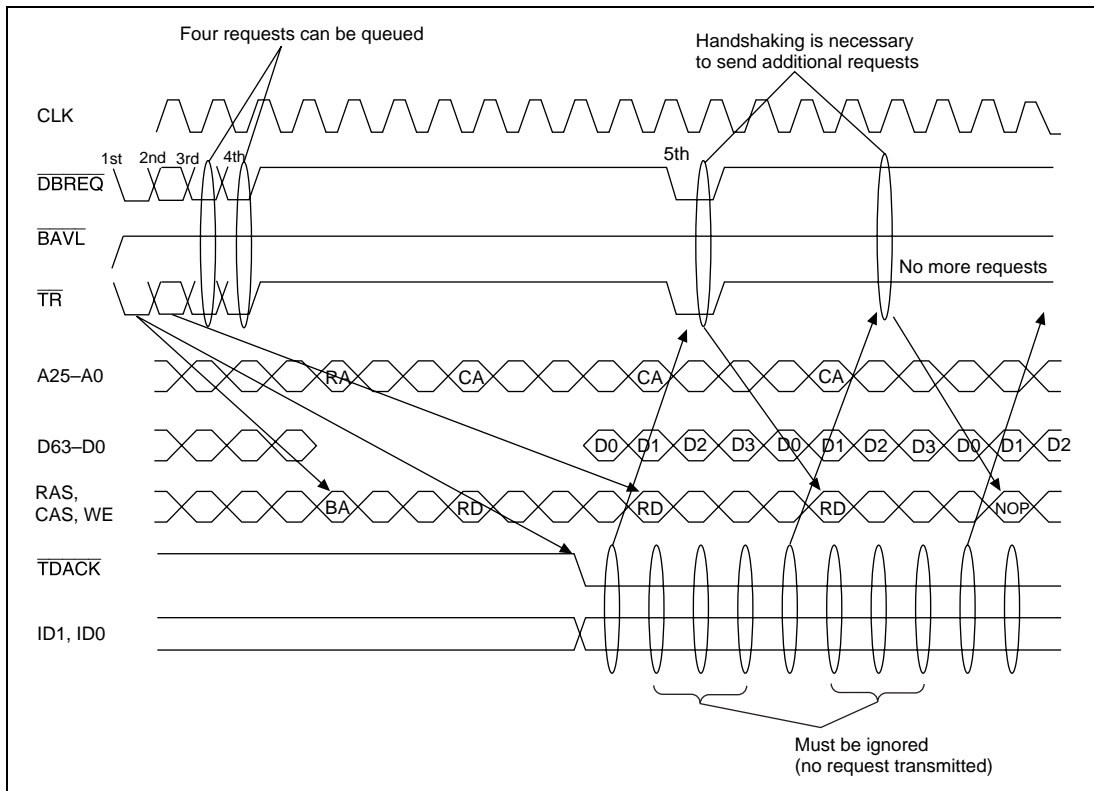 Four requests can be queued
Handshaking is necessary
to send additional requests
CLK
1st 2nd 3rd 4th 5th
DBREQ
BAVL
No more requests
TR
A25–A0 RA CA CA CA
D63–D0 D0 D1 D2 D3 D0 D1 D2 D3 D0 D1 D2
RAS,
CAS, WE BA RD RD RD NOP
TDACK
ID1, ID0
Must be ignored
(no request transmitted)